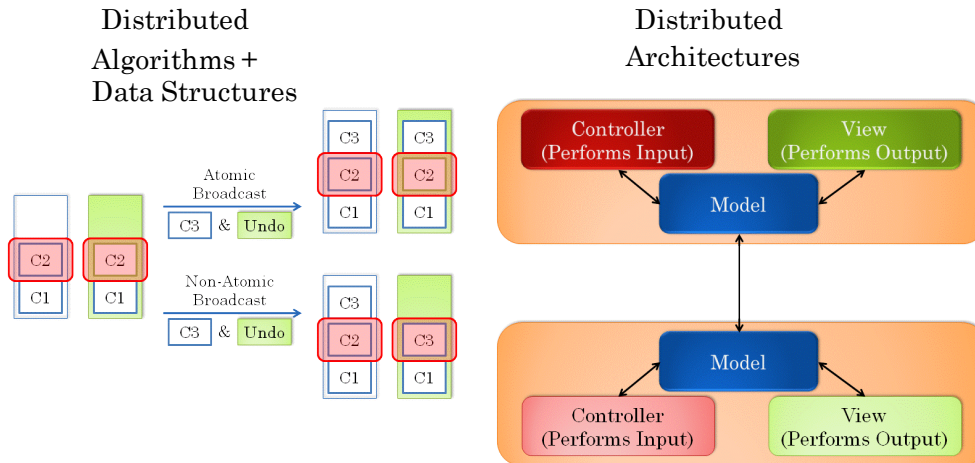 Distributed
Algorithms +
Data Structures
C2
C2
C1
C1
Atomic
Broadcast
C3 & Undo
Non-Atomic
Broadcast
C3 & Undo
C3
C3
C2
C2
C1
C1
C3
C2
C3
C1
C1
Distributed
Architectures
Controller
(Performs Input)
View
(Performs Output)
Model
Model
Controller
(Performs Input)
View
(Performs Output)